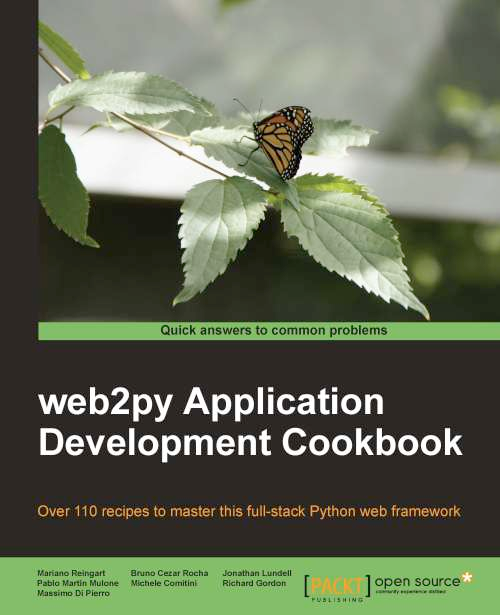 Quick answers to common problems
web2py Application
Development Cookbook
Over 110 recipes to master this full-stack Python web framework
Mariano Reingart Bruno Cezar Rocha Jonathan Lundell
Pablo Martín Mulone Michele Comitini Richard Gordon
Massimo Di Pierro
[PACKT]
PUBLISHING
open source*
community experience distilled